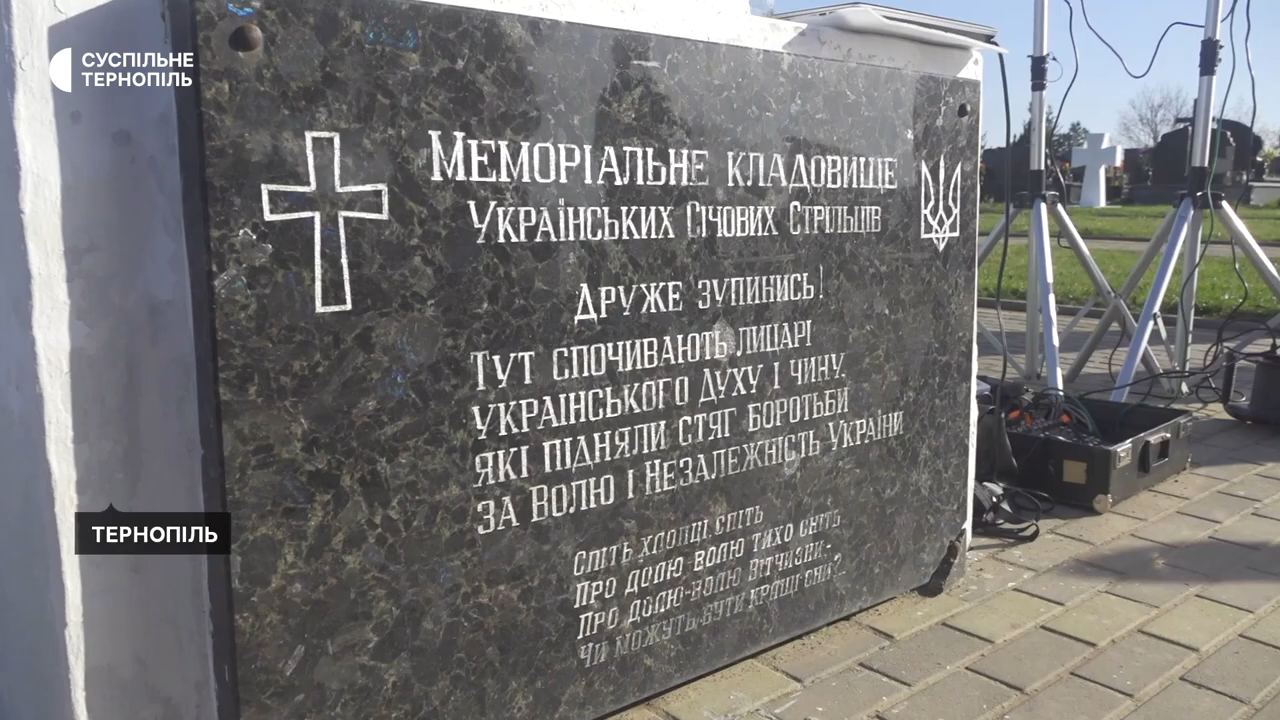 СУСПІЛЬНЕ
ТЕРНОПІЛЬ
МЕМОРІАЛЬНЕ КЛАДОВИЩЕ
УКРАЇНСЬКИХ СІЧОВИХ СТРІЛЬЦІВ
ДРУЖЕ ЗУПИНИСЬ!
ТУТ СПОЧИВАЮТЬ ЛИЦАРІ
УКРАЇНСЬКОГО ДУХУ І ЧИНУ,
ЯКІ ПІДНЯЛИ СТЯГ БОРОТЬБИ
ЗА ВОЛЮ І НЕЗАЛЕЖНІСТЬ УКРАЇНИ
СПІТЬ ХЛОПЦІ, СПІТЬ
ПРО ДОЛЮ-ВОЛЮ ТИХО СНІТЬ
ПРО ДОЛЮ-ВОЛЮ ВІТЧИЗНИ-
ЧИ МОЖУТЬ БУТИ КРАЩІ СНИ?
ТЕРНОПІЛЬ